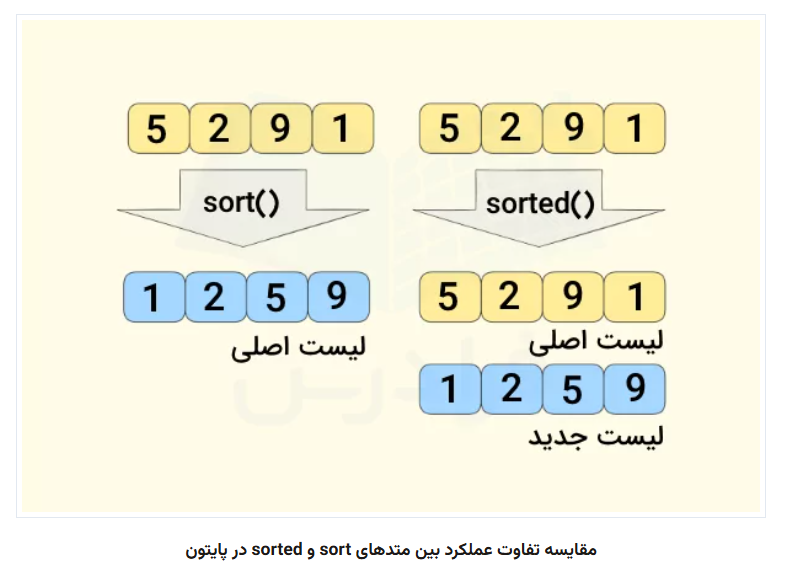 5 2 9 1
sort()
1 2 5 9
لیست اصلی
5 2 9 1
sorted()
5 2 9 1
لیست اصلی
1 2 5 9
لیست جدید
مقایسه تفاوت عملکرد بین متدهای sort و sorted در پایتون